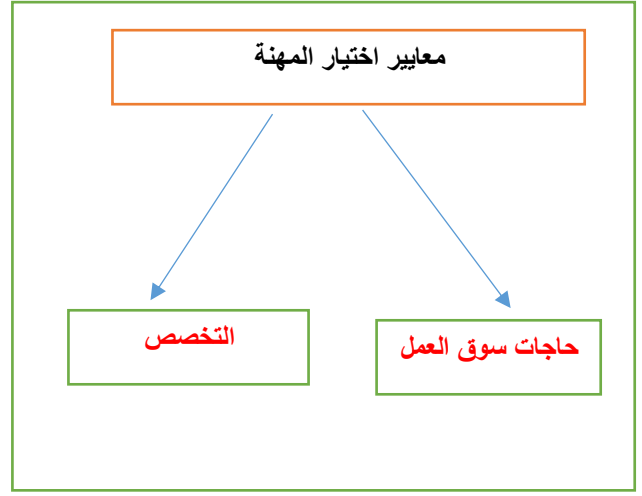 معايير اختيار المهنة
حاجات سوق العمل
التخصص